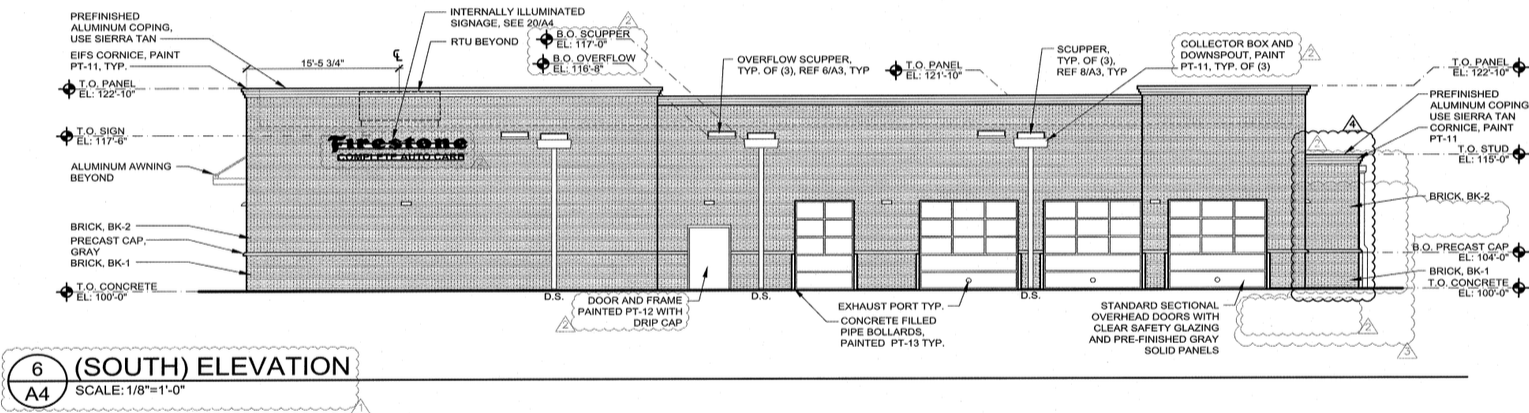 PREFINISHED
ALUMINUM COPING,
USE SIERRA TAN
EIFS CORNICE, PAINT
PT-11, TYP.
T.O. PANEL
EL: 122'-10"
T.O. SIGN
EL: 117'-6"
ALUMINUM AWNING
BEYOND
BRICK, BK-2
PRECAST CAP,
GRAY
BRICK, BK-1
T.O. CONCRETE
EL: 100'-0"
15'-5 3/4"
INTERNALLY ILLUMINATED
SIGNAGE, SEE 20/A4
RTU BEYOND
2
B.O. SCUPPER
EL: 117'-0"
B.O. OVERFLOW
EL: 116'-8"
OVERFLOW SCUPPER,
TYP. OF (3), REF 6/A3, TYP
T.O. PANEL
EL: 121'-10"
SCUPPER,
TYP. OF (3),
REF 8/A3, TYP
COLLECTOR BOX AND
DOWNSPOUT, PAINT
PT-11, TYP. OF (3)
2
T.O. PANEL
EL: 122'-10"
PREFINISHED
ALUMINUM COPING
USE SIERRA TAN
CORNICE, PAINT
PT-11
4
2
T.O. STUD
EL: 115'-0"
BRICK, BK-2
B.O. PRECAST CAP
EL: 104'-0"
BRICK, BK-1
T.O. CONCRETE
EL: 100'-0"
Firestone
COMPLETE AUTO CARE
D.S.
D.S.
D.S.
DOOR AND FRAME
PAINTED PT-12 WITH
DRIP CAP
2
EXHAUST PORT TYP.
CONCRETE FILLED
PIPE BOLLARDS,
PAINTED PT-13 TYP.
STANDARD SECTIONAL
OVERHEAD DOORS WITH
CLEAR SAFETY GLAZING
AND PRE-FINISHED GRAY
SOLID PANELS
2
3
6
A4
(SOUTH) ELEVATION
SCALE: 1/8"=1'-0"
1